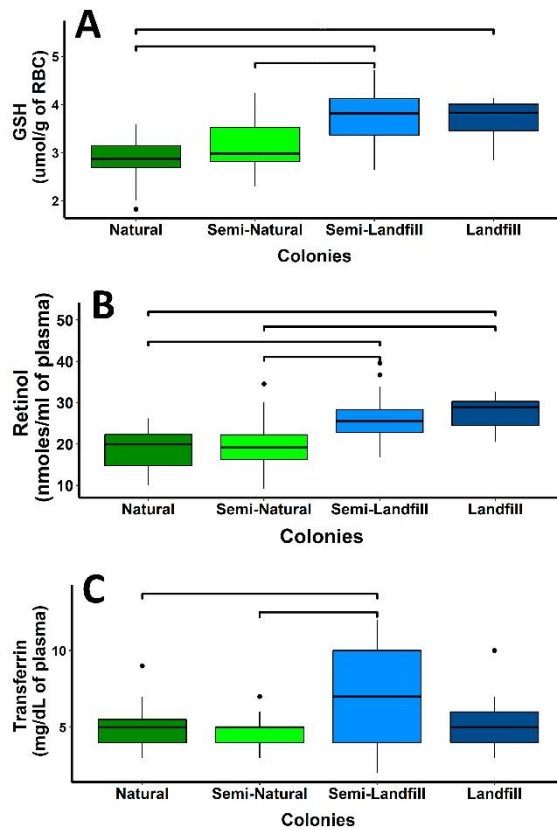 A
GSH
(umol/g of RBC)
5
4
3
2
Natural Semi-Natural Semi-Landfill Landfill
Colonies
B
Retinol
(nmoles/ml of plasma)
50
40
30
20
10
Natural Semi-Natural Semi-Landfill Landfill
Colonies
C
Transferrin
(mg/dL of plasma)
10
5
Natural Semi-Natural Semi-Landfill Landfill
Colonies